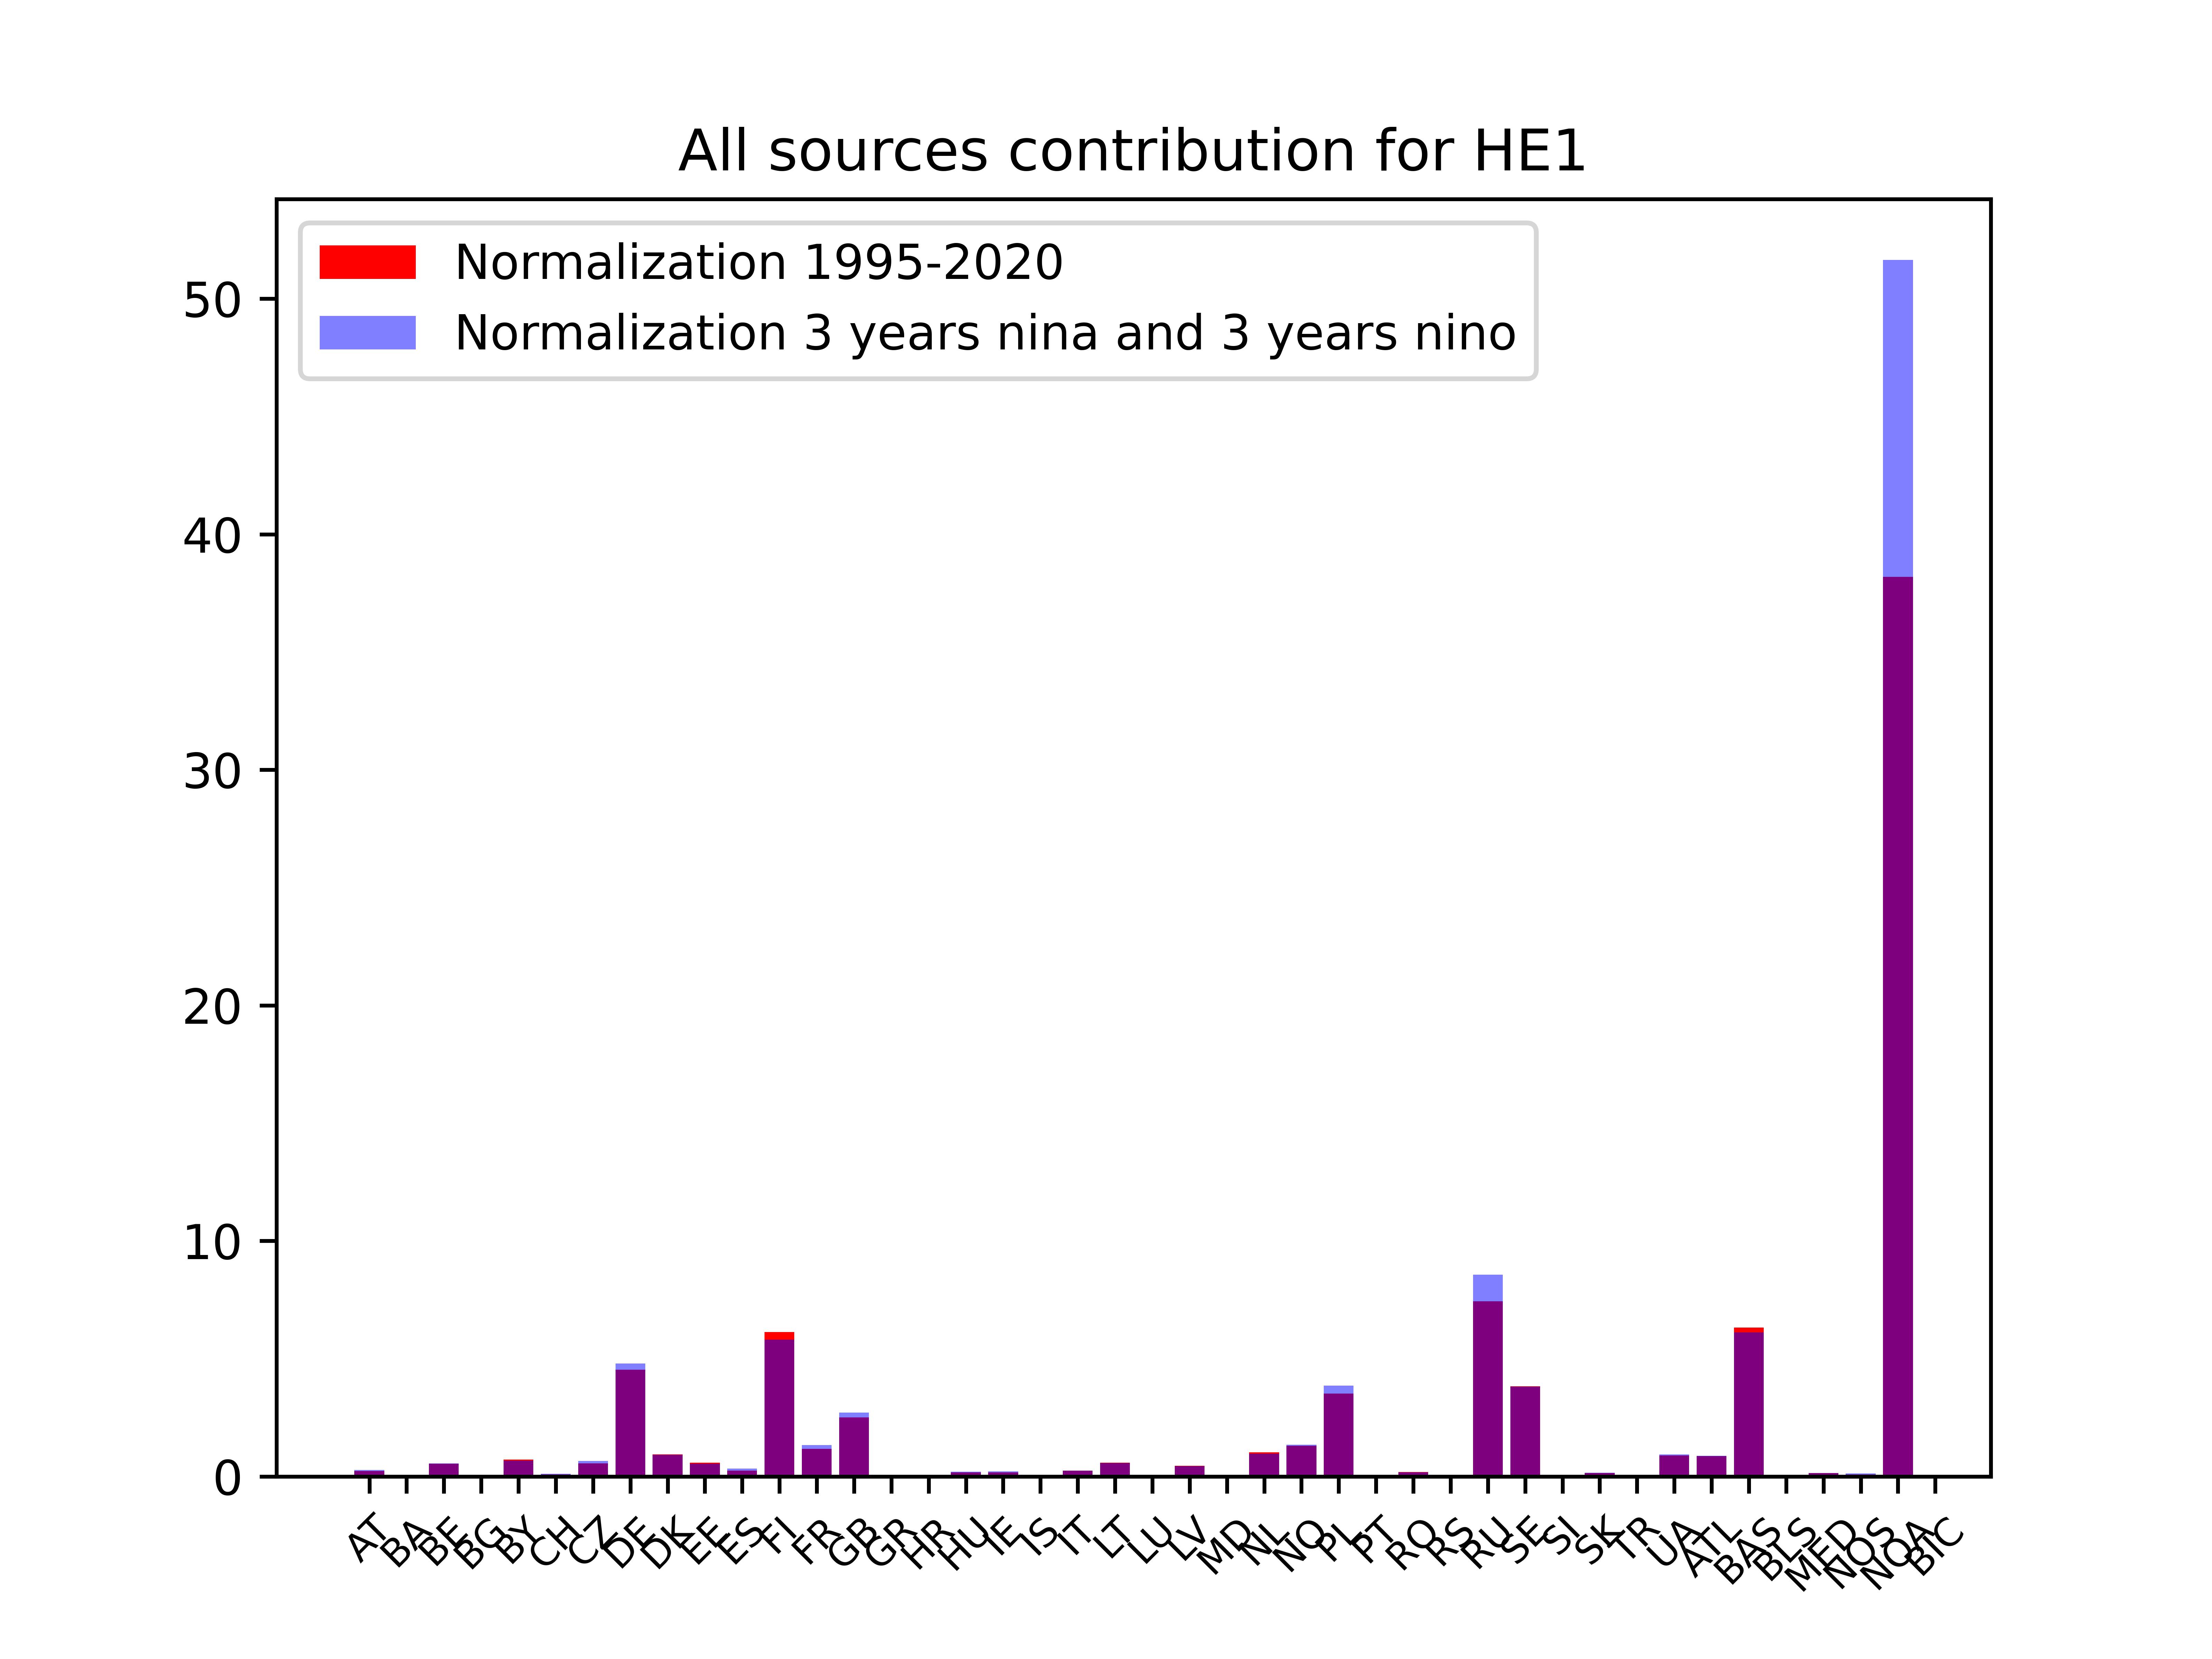 All sources contribution for HE1
Normalization 1995-2020
Normalization 3 years nina and 3 years nino
50
40
30
20
10
0
AT
BA
BE
BG
BY
CH
CZ
DE
DK
EE
ES
FI
FR
GB
GR
HR
HU
IE
IS
IT
LT
LU
LV
MD
NL
NO
PL
PT
RO
RS
RU
SE
SI
SK
TR
UA
ATL
BAS
BLS
MED
NOS
NOA
BIC